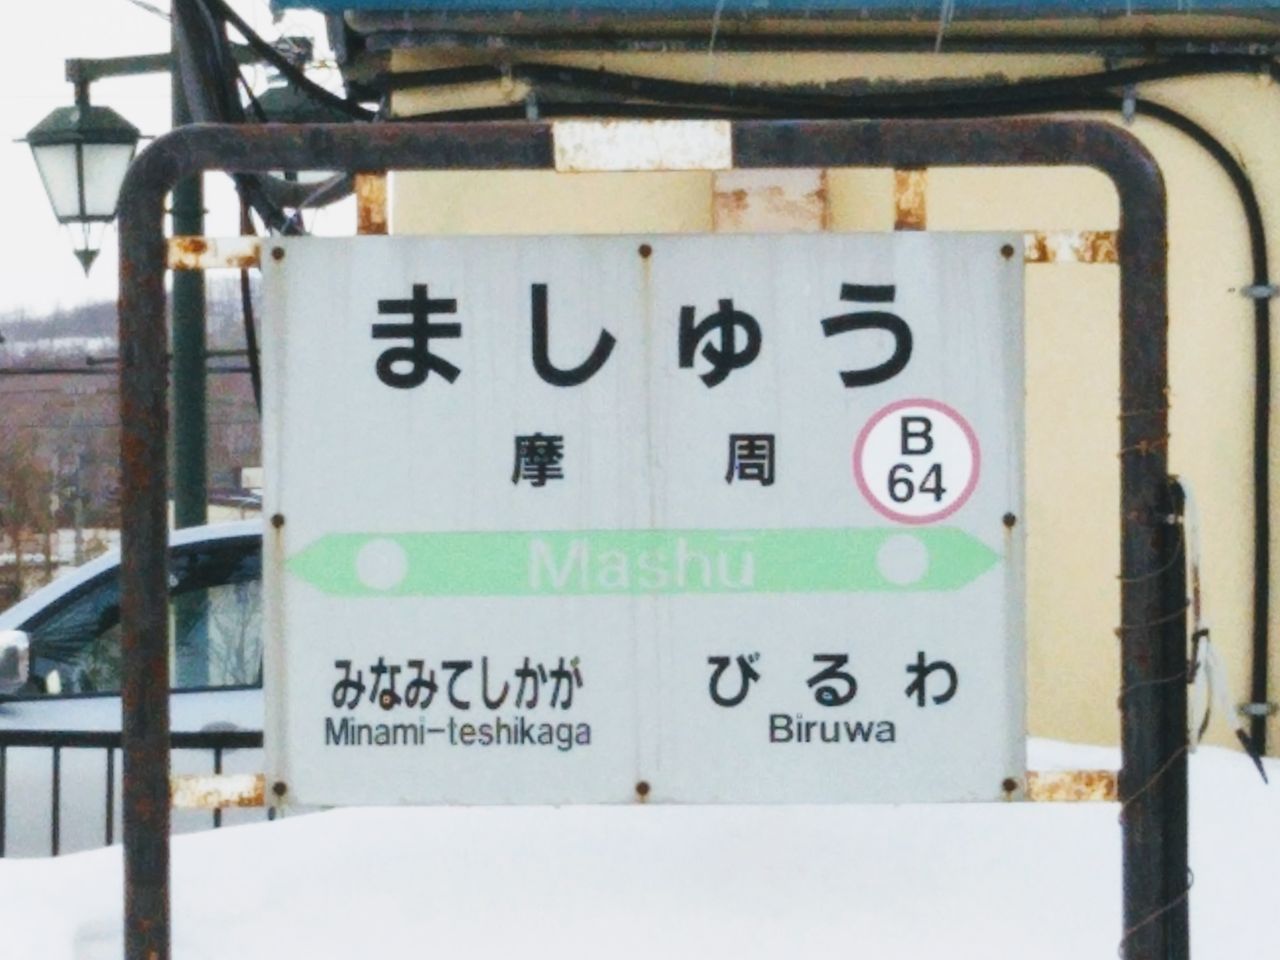 ましゅう
摩周
B
64
Mashū
みなみてしかが びるわ
Minami-teshikaga Biruwa